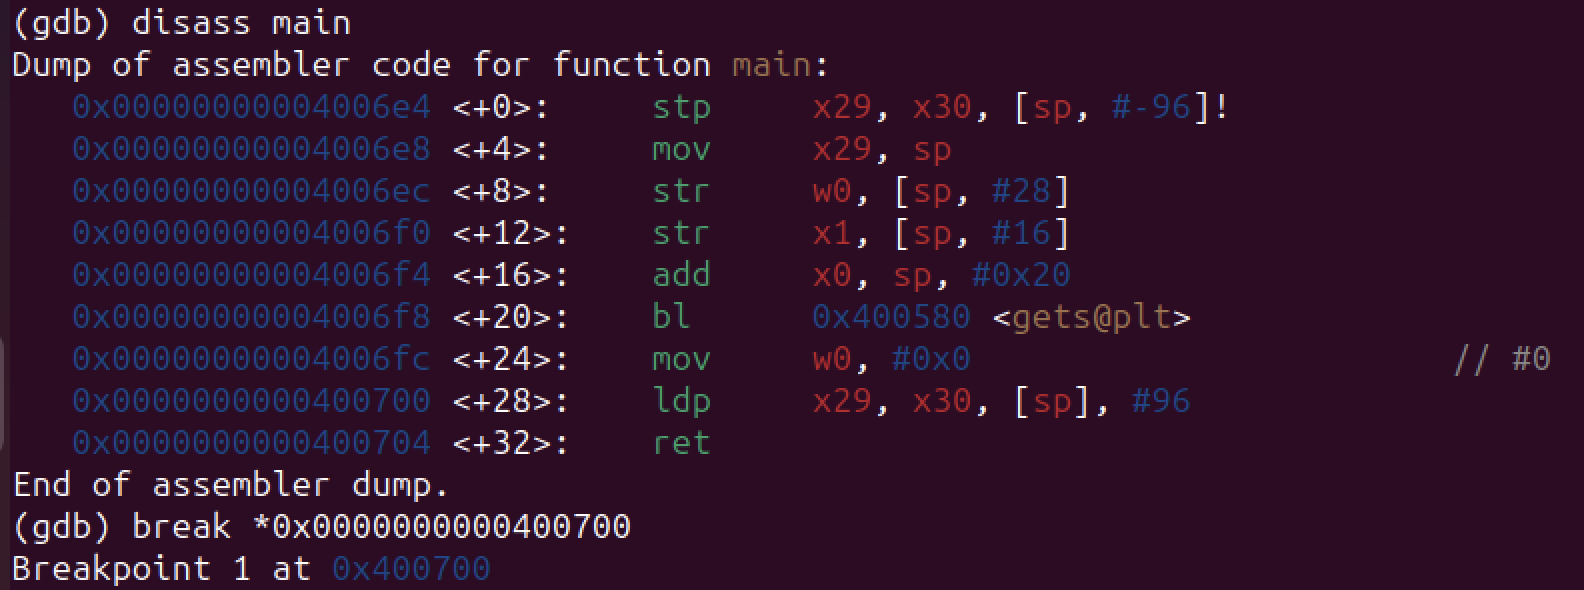 (gdb) disass main
Dump of assembler code for function main:
   0x00000000004006e4 <+0>:     stp     x29, x30, [sp, #-96]!
   0x00000000004006e8 <+4>:     mov     x29, sp
   0x00000000004006ec <+8>:     str     w0, [sp, #28]
   0x00000000004006f0 <+12>:    str     x1, [sp, #16]
   0x00000000004006f4 <+16>:    add     x0, sp, #0x20
   0x00000000004006f8 <+20>:    bl      0x400580 <gets@plt>
   0x00000000004006fc <+24>:    mov     w0, #0x0                        // #0
   0x0000000000400700 <+28>:    ldp     x29, x30, [sp], #96
   0x0000000000400704 <+32>:    ret
End of assembler dump.
(gdb) break *0x0000000000400700
Breakpoint 1 at 0x400700